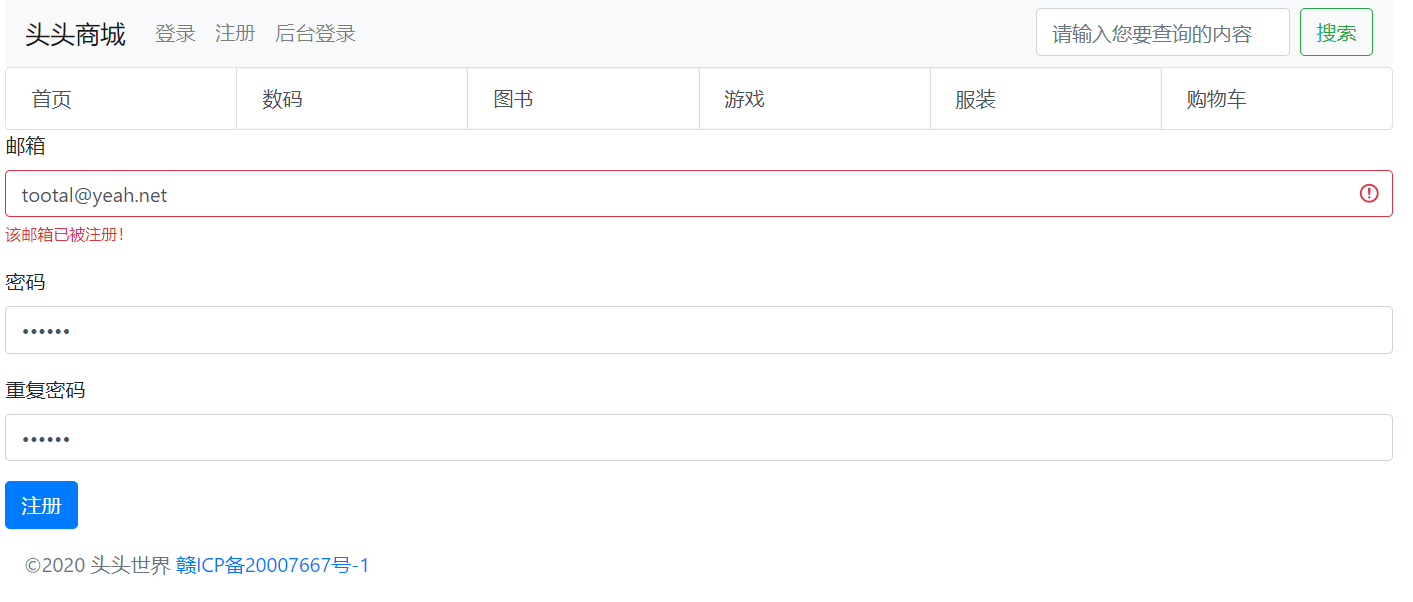 头头商城 登录 注册 后台登录 请输入您要查询的内容 搜索
首页 数码 图书 游戏 服装 购物车
邮箱
tootal@yeah.net
该邮箱已被注册！
密码
••••••
重复密码
••••••
注册
©2020 头头世界 赣ICP备20007667号-1